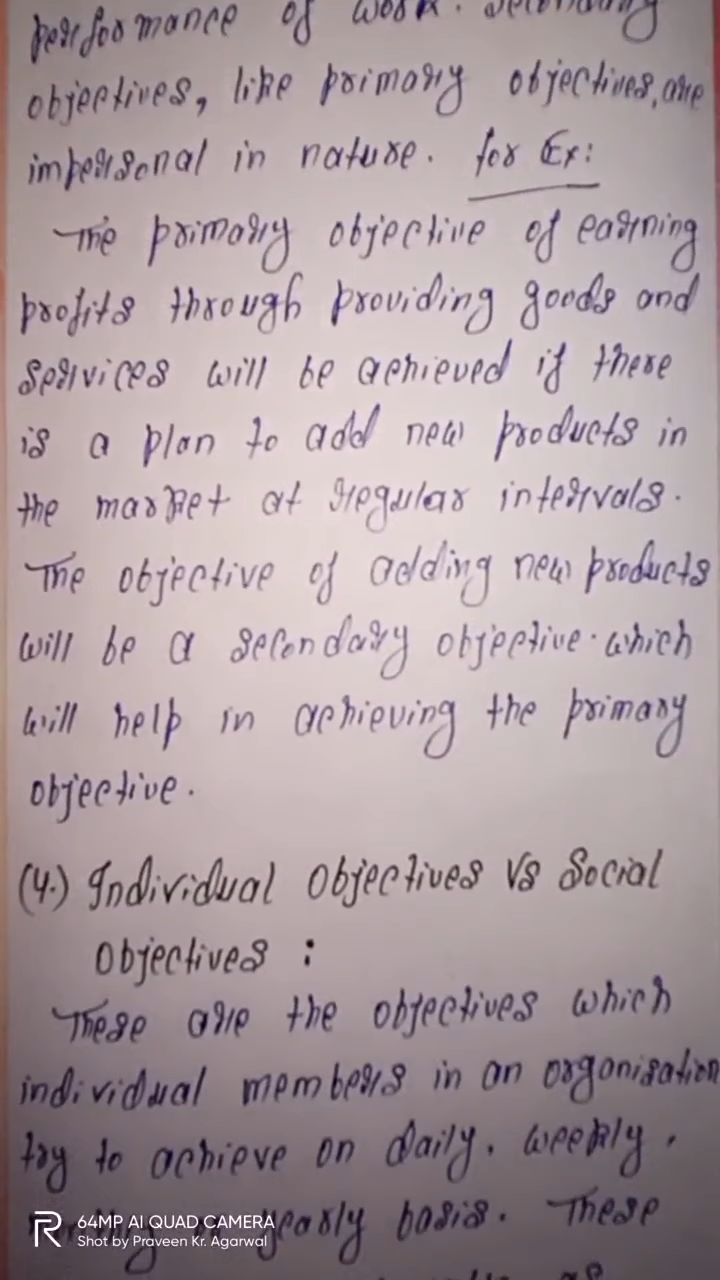 performance of work. Secondary
objectives, like primary objectives, are
impersonal in nature. for Ex:
The primary objective of earning
profits through providing goods and
services will be achieved if there
is a plan to add new products in
the market at regular intervals.
The objective of adding new products
will be a secondary objective. which
will help in achieving the primary
objective.
(4.) Individual Objectives Vs Social
Objectives :
These are the objectives which
individual members in an organisation
try to achieve on daily, weekly,
yearly basis. These
as
64MP AI QUAD CAMERA
Shot by Praveen Kr. Agarwal